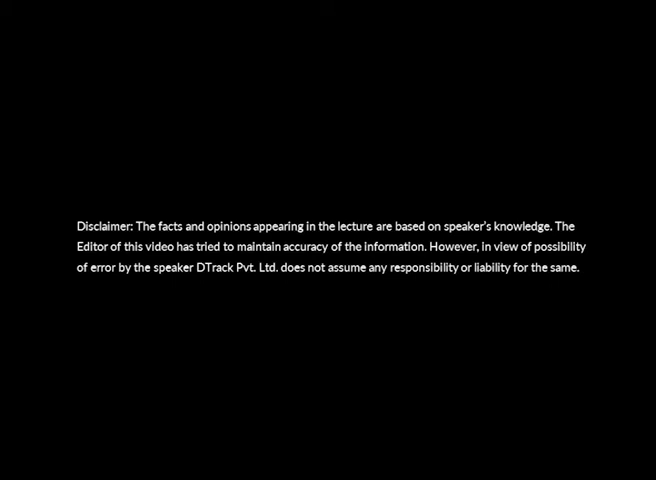 Disclaimer: The facts and opinions appearing in the lecture are based on speaker's knowledge. The
Editor of this video has tried to maintain accuracy of the information. However, in view of possibility
of error by the speaker DTrack Pvt. Ltd. does not assume any responsibility or liability for the same.